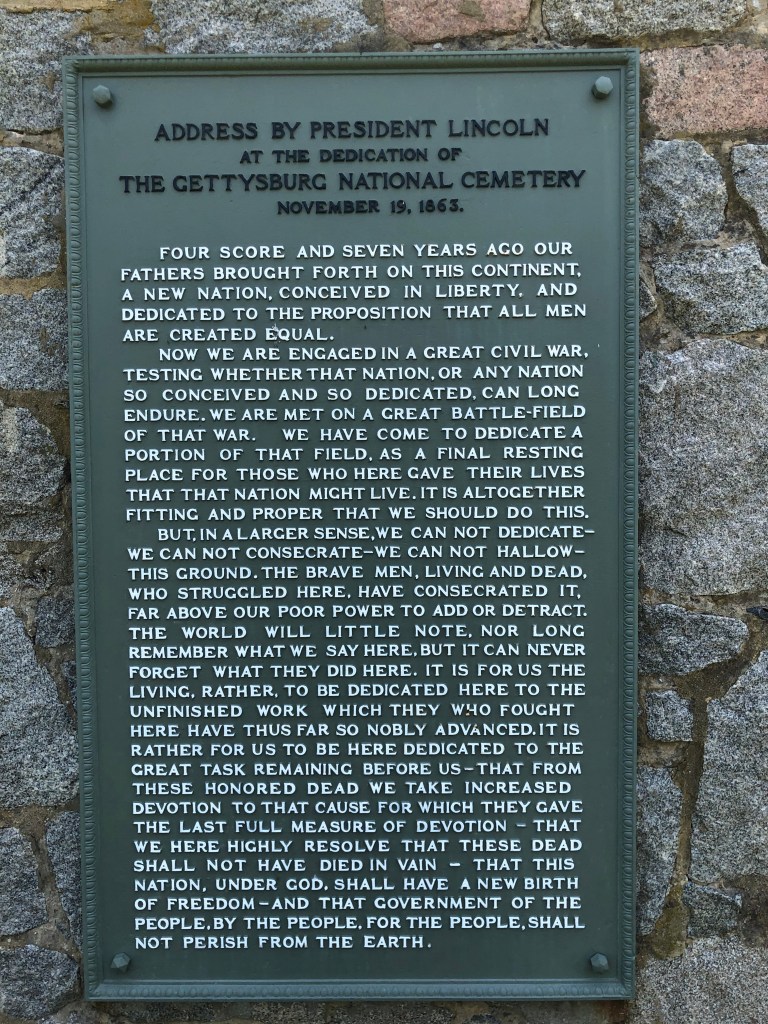 ADDRESS BY PRESIDENT LINCOLN
AT THE DEDICATION OF
THE GETTYSBURG NATIONAL CEMETERY
NOVEMBER 19, 1863.
FOUR SCORE AND SEVEN YEARS AGO OUR
FATHERS BROUGHT FORTH ON THIS CONTINENT,
A NEW NATION, CONCEIVED IN LIBERTY, AND
DEDICATED TO THE PROPOSITION THAT ALL MEN
ARE CREATED EQUAL.
NOW WE ARE ENGAGED IN A GREAT CIVIL WAR,
TESTING WHETHER THAT NATION, OR ANY NATION
SO CONCEIVED AND SO DEDICATED, CAN LONG
ENDURE. WE ARE MET ON A GREAT BATTLE-FIELD
OF THAT WAR. WE HAVE COME TO DEDICATE A
PORTION OF THAT FIELD, AS A FINAL RESTING
PLACE FOR THOSE WHO HERE GAVE THEIR LIVES
THAT THAT NATION MIGHT LIVE. IT IS ALTOGETHER
FITTING AND PROPER THAT WE SHOULD DO THIS.
BUT, IN A LARGER SENSE, WE CAN NOT DEDICATE—
WE CAN NOT CONSECRATE—WE CAN NOT HALLOW—
THIS GROUND. THE BRAVE MEN, LIVING AND DEAD,
WHO STRUGGLED HERE, HAVE CONSECRATED IT,
FAR ABOVE OUR POOR POWER TO ADD OR DETRACT.
THE WORLD WILL LITTLE NOTE, NOR LONG
REMEMBER WHAT WE SAY HERE, BUT IT CAN NEVER
FORGET WHAT THEY DID HERE. IT IS FOR US THE
LIVING, RATHER, TO BE DEDICATED HERE TO THE
UNFINISHED WORK WHICH THEY WHO FOUGHT
HERE HAVE THUS FAR SO NOBLY ADVANCED. IT IS
RATHER FOR US TO BE HERE DEDICATED TO THE
GREAT TASK REMAINING BEFORE US—THAT FROM
THESE HONORED DEAD WE TAKE INCREASED
DEVOTION TO THAT CAUSE FOR WHICH THEY GAVE
THE LAST FULL MEASURE OF DEVOTION — THAT
WE HERE HIGHLY RESOLVE THAT THESE DEAD
SHALL NOT HAVE DIED IN VAIN — THAT THIS
NATION, UNDER GOD, SHALL HAVE A NEW BIRTH
OF FREEDOM—AND THAT GOVERNMENT OF THE
PEOPLE, BY THE PEOPLE, FOR THE PEOPLE, SHALL
NOT PERISH FROM THE EARTH.